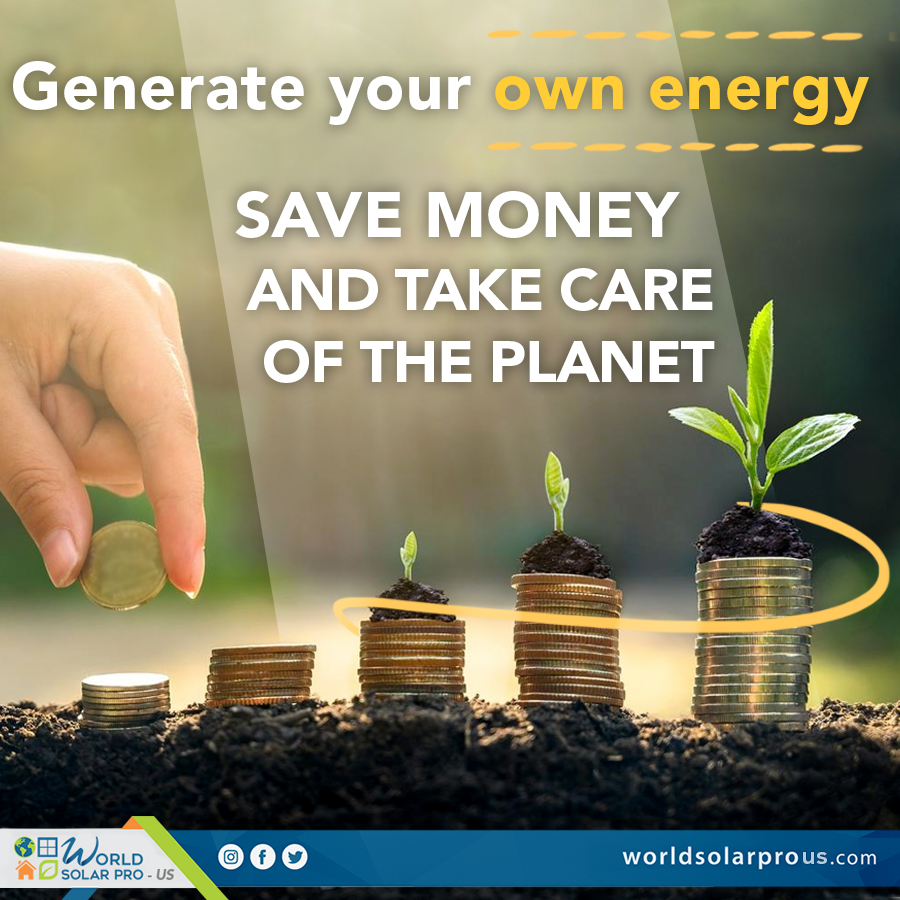 Generate your own energy
SAVE MONEY
AND TAKE CARE
OF THE PLANET
WORLD
SOLAR PRO - US
worldsolarprous.com